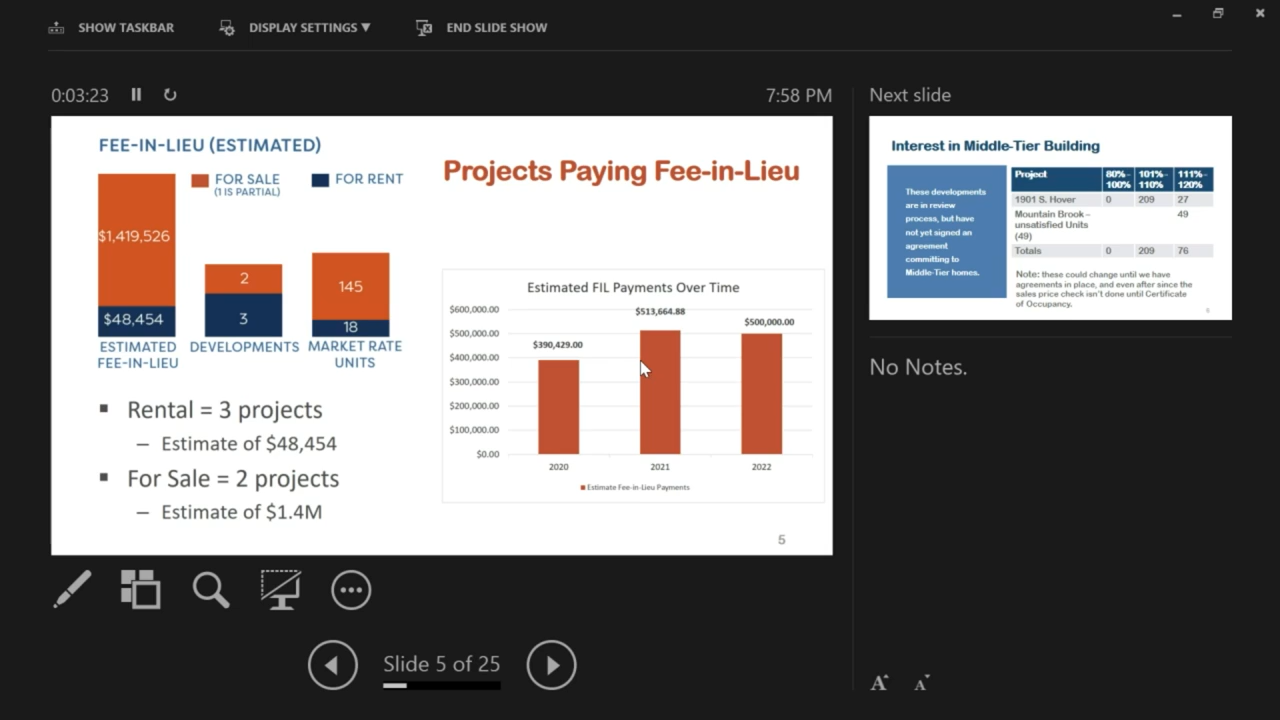 SHOW TASKBAR
DISPLAY SETTINGS ▼
END SLIDE SHOW
0:03:23
7:58 PM
FEE-IN-LIEU (ESTIMATED)
FOR SALE
(1 IS PARTIAL)
FOR RENT
$1,419,526
2
145
$48,454
3
18
ESTIMATED
FEE-IN-LIEU
DEVELOPMENTS
MARKET RATE
UNITS
▪ Rental = 3 projects
– Estimate of $48,454
▪ For Sale = 2 projects
– Estimate of $1.4M
Projects Paying Fee-in-Lieu
Estimated FIL Payments Over Time
$600,000.00
$500,000.00
$400,000.00
$300,000.00
$200,000.00
$100,000.00
$0.00
$390,429.00
$513,664.88
$500,000.00
2020
2021
2022
Estimate Fee-in-Lieu Payments
5
Slide 5 of 25
Next slide
Interest in Middle-Tier Building
These developments
are in review
process, but have
not yet signed an
agreement
committing to
Middle-Tier homes.
Project 80%- 101%- 111%-
100% 110% 120%
1901 S. Hover 0 209 27
Mountain Brook – 49
unsatisfied Units
(49)
Totals 0 209 76
Note: these could change until we have
agreements in place, and even after since the
sales price check isn't done until Certificate
of Occupancy.
No Notes.
A A